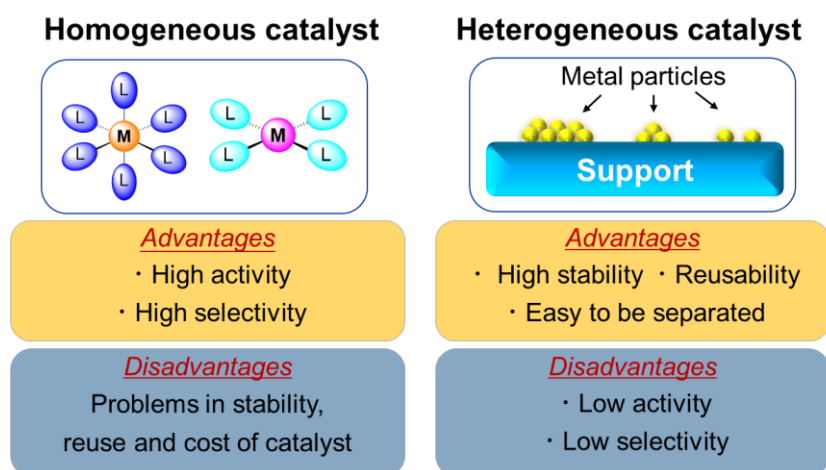 Homogeneous catalyst
L
L
L
M
L
L
L
L
L
M
L
L
Advantages
・High activity
・High selectivity
Disadvantages
Problems in stability,
reuse and cost of catalyst
Heterogeneous catalyst
Metal particles
Support
Advantages
・ High stability ・Reusability
・Easy to be separated
Disadvantages
・Low activity
・Low selectivity